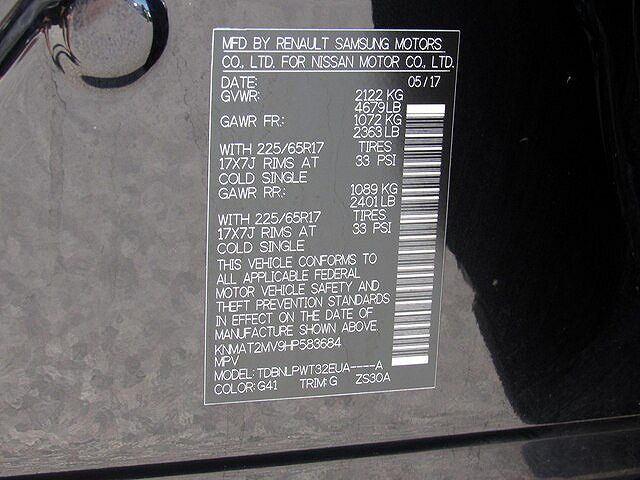 MFD BY RENAULT SAMSUNG MOTORS
CO., LTD. FOR NISSAN MOTOR CO., LTD.
DATE: 05/17
GVWR: 2122 KG
4679 LB
GAWR FR.: 1072 KG
2363 LB
WITH 225/65R17 TIRES
17X7J RIMS AT 33 PSI
COLD SINGLE
GAWR RR.: 1089 KG
2401 LB
WITH 225/65R17 TIRES
17X7J RIMS AT 33 PSI
COLD SINGLE
THIS VEHICLE CONFORMS TO
ALL APPLICABLE FEDERAL
MOTOR VEHICLE SAFETY AND
THEFT PREVENTION STANDARDS
IN EFFECT ON THE DATE OF
MANUFACTURE SHOWN ABOVE.
KNMAT2MV9HP583684
MPV
MODEL: TDBNLPWT32EUA----A
COLOR: G41 TRIM: G ZS30A